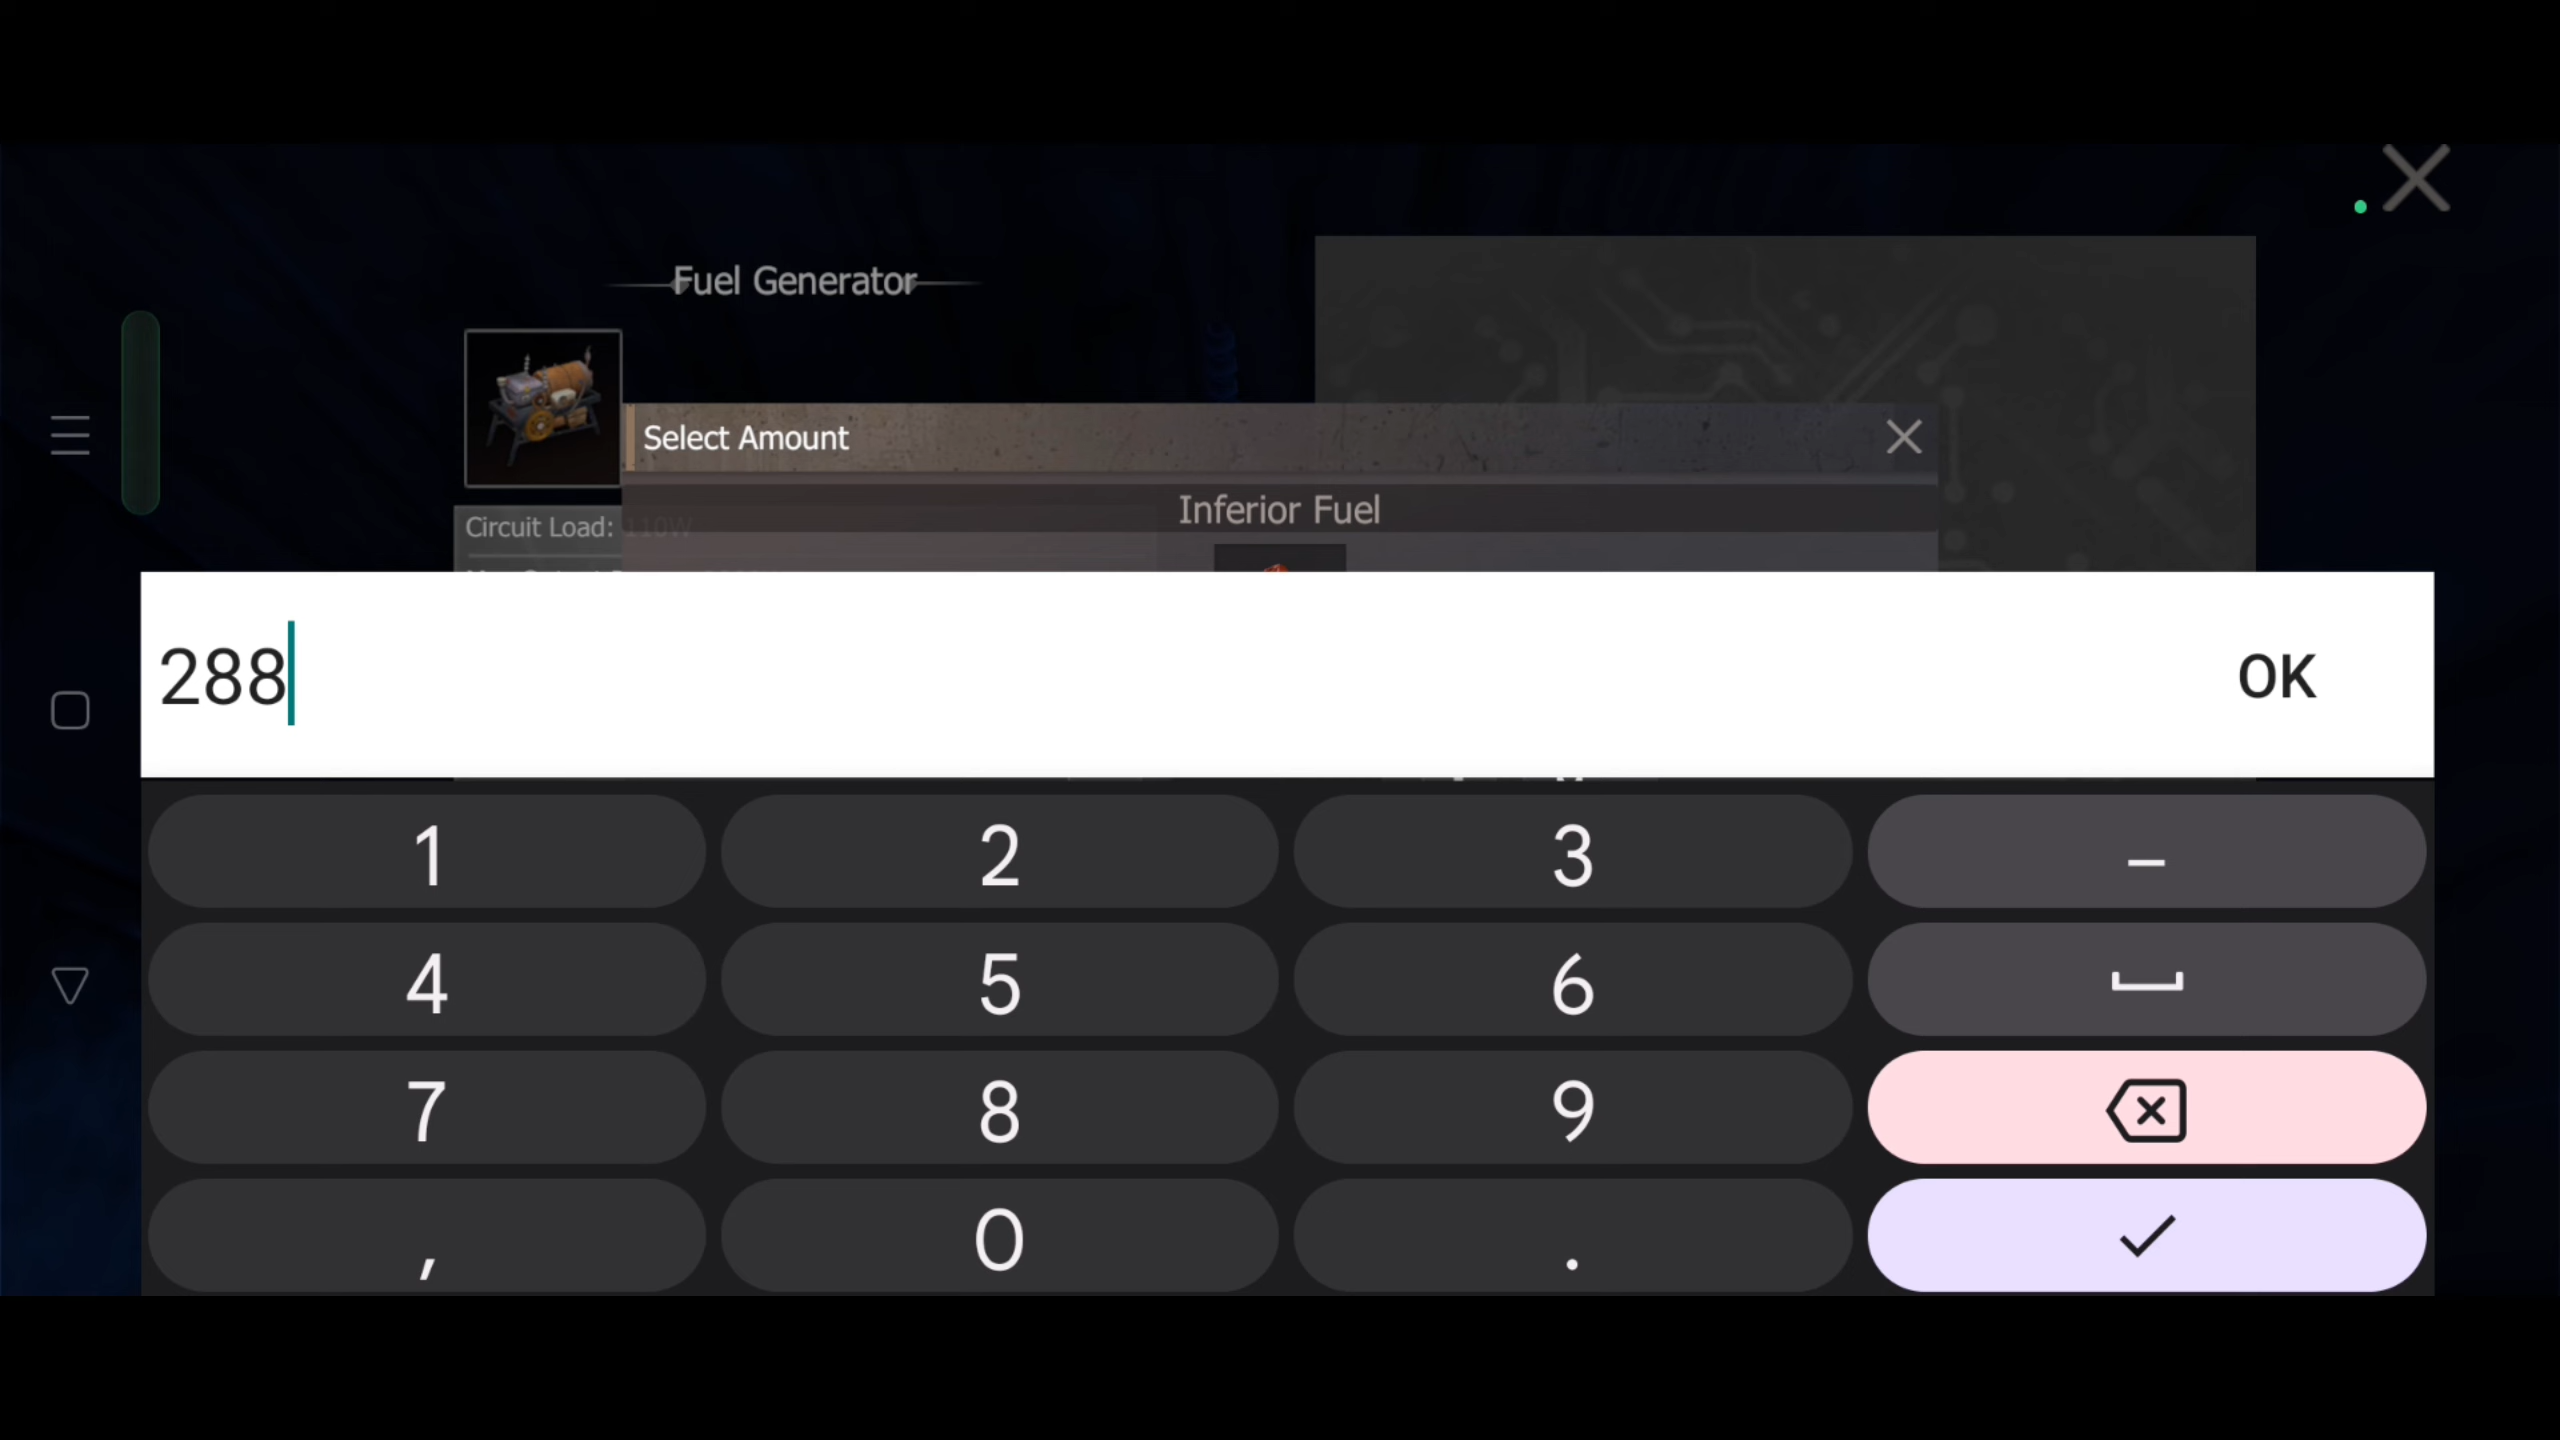 Fuel Generator
Select Amount
Inferior Fuel
Circuit Load: 110W
288
OK
1 2 3 –
4 5 6
7 8 9
, 0 .